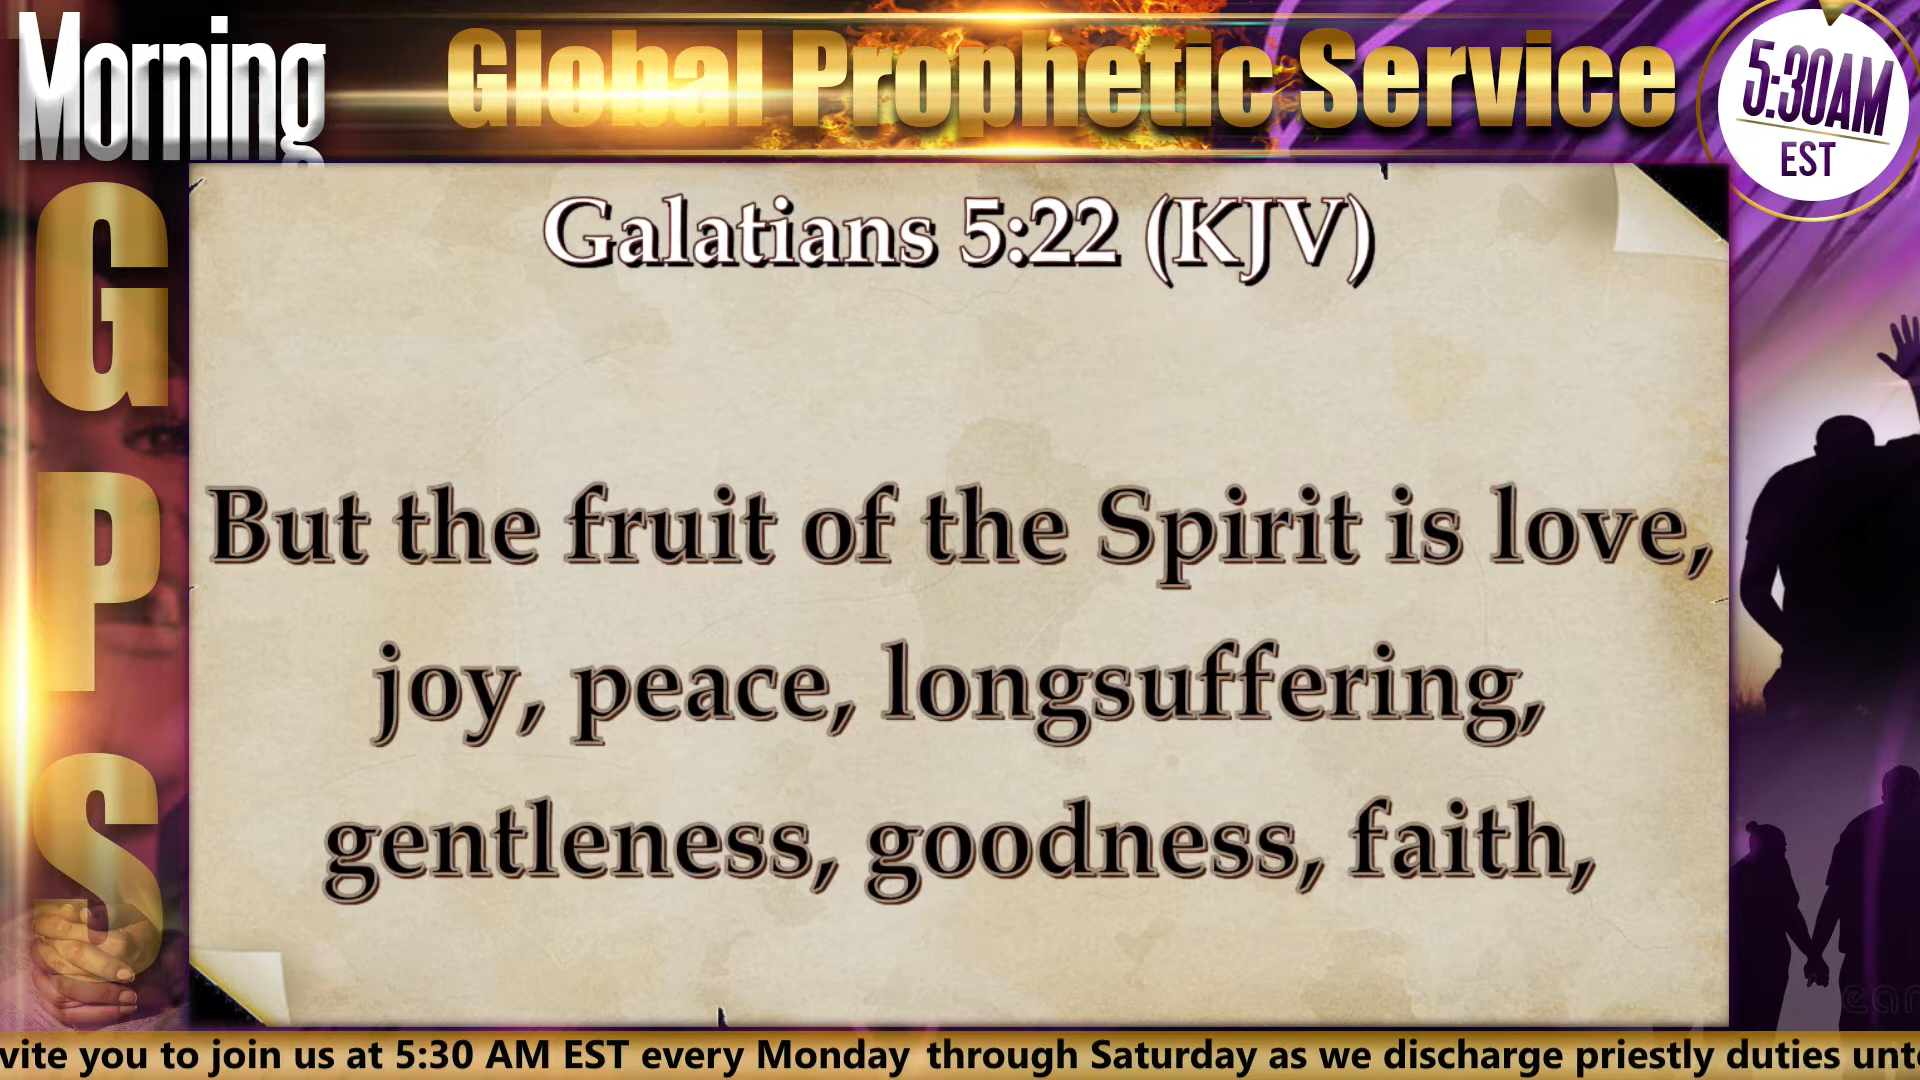 Morning
Global Prophetic Service
5:30AM
EST
G
P
S
Galatians 5:22 (KJV)
But the fruit of the Spirit is love,
joy, peace, longsuffering,
gentleness, goodness, faith,
you to join us at 5:30 AM EST every Monday through Saturday as we discharge priestly duties